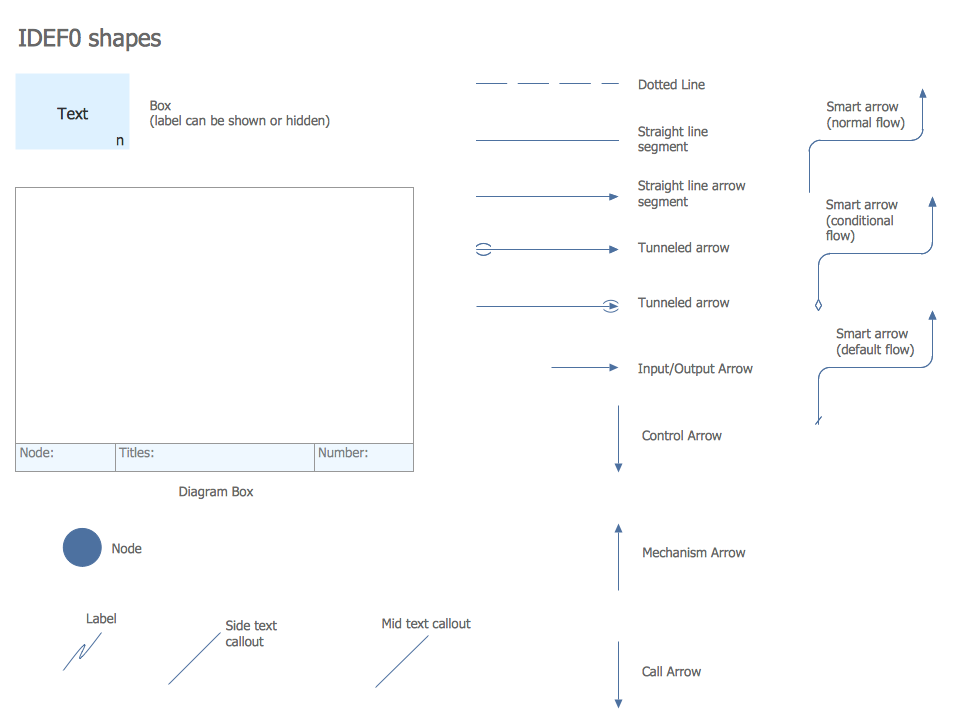 IDEF0 shapes
Text
n
Box
(label can be shown or hidden)
Node:
Titles:
Number:
Diagram Box
Node
Label
Side text
callout
Mid text callout
Dotted Line
Straight line
segment
Straight line arrow
segment
Tunneled arrow
Tunneled arrow
Input/Output Arrow
Control Arrow
Mechanism Arrow
Call Arrow
Smart arrow
(normal flow)
Smart arrow
(conditional
flow)
Smart arrow
(default flow)